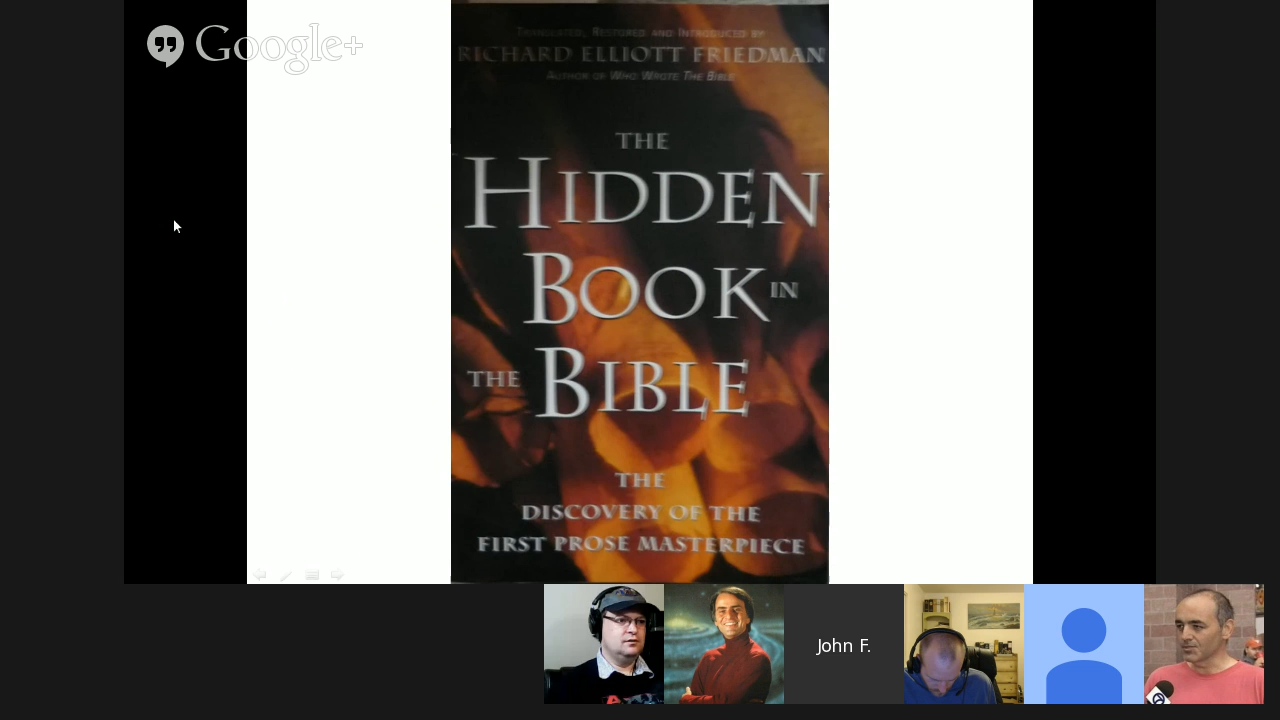 Google+
TRANSLATED, RESTORED AND INTRODUCED BY
RICHARD ELLIOTT FRIEDMAN
AUTHOR OF WHO WROTE THE BIBLE
THE
HIDDEN
BOOK IN
THE BIBLE
THE
DISCOVERY OF THE
FIRST PROSE MASTERPIECE
John F.